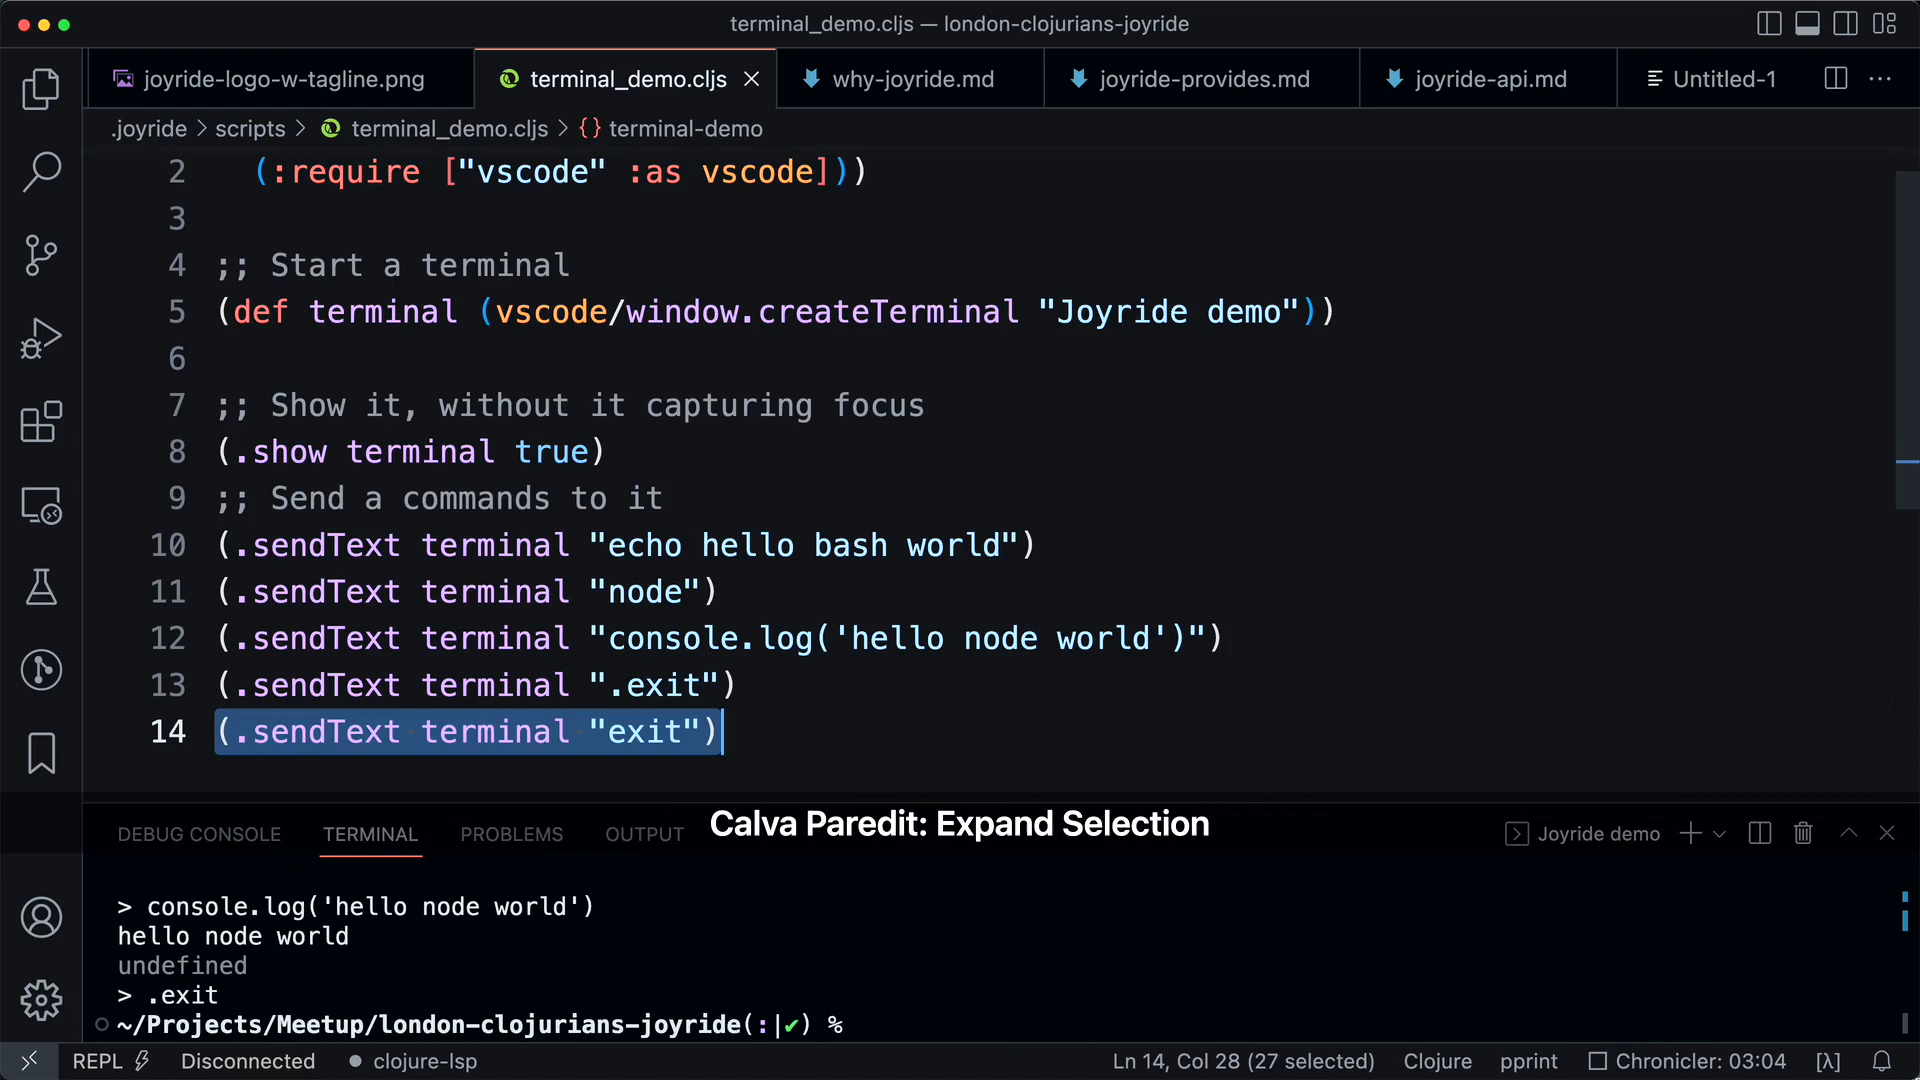 terminal_demo.cljs — london-clojurians-joyride
joyride-logo-w-tagline.png terminal_demo.cljs why-joyride.md joyride-provides.md joyride-api.md Untitled-1 ···
.joyride > scripts > terminal_demo.cljs > {} terminal-demo
2 (:require ["vscode" :as vscode]))
3
4 ;; Start a terminal
5 (def terminal (vscode/window.createTerminal "Joyride demo"))
6
7 ;; Show it, without it capturing focus
8 (.show terminal true)
9 ;; Send a commands to it
10 (.sendText terminal "echo hello bash world")
11 (.sendText terminal "node")
12 (.sendText terminal "console.log('hello node world')")
13 (.sendText terminal ".exit")
14 (.sendText terminal "exit")
Calva Paredit: Expand Selection
DEBUG CONSOLE TERMINAL PROBLEMS OUTPUT Joyride demo
> console.log('hello node world')
hello node world
undefined
> .exit
~/Projects/Meetup/london-clojurians-joyride(:|✔) %
REPL Disconnected clojure-lsp Ln 14, Col 28 (27 selected) Clojure pprint Chronicler: 03:04 [λ]